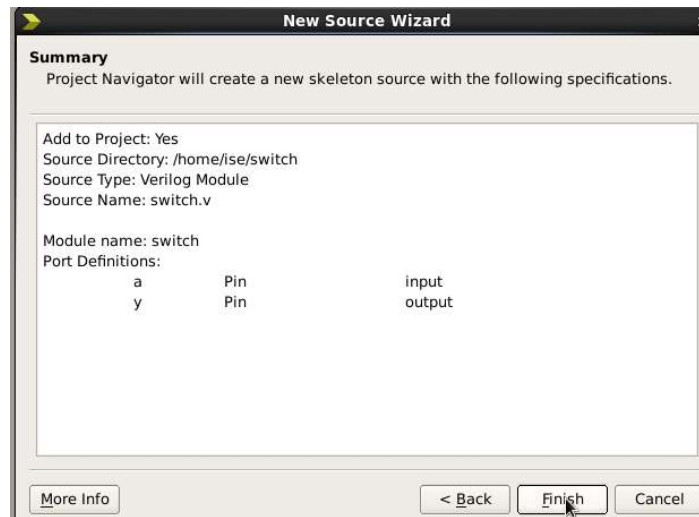 New Source Wizard
Summary
Project Navigator will create a new skeleton source with the following specifications.
Add to Project: Yes
Source Directory: /home/ise/switch
Source Type: Verilog Module
Source Name: switch.v
Module name: switch
Port Definitions:
a Pin input
y Pin output
More Info < Back Finish Cancel